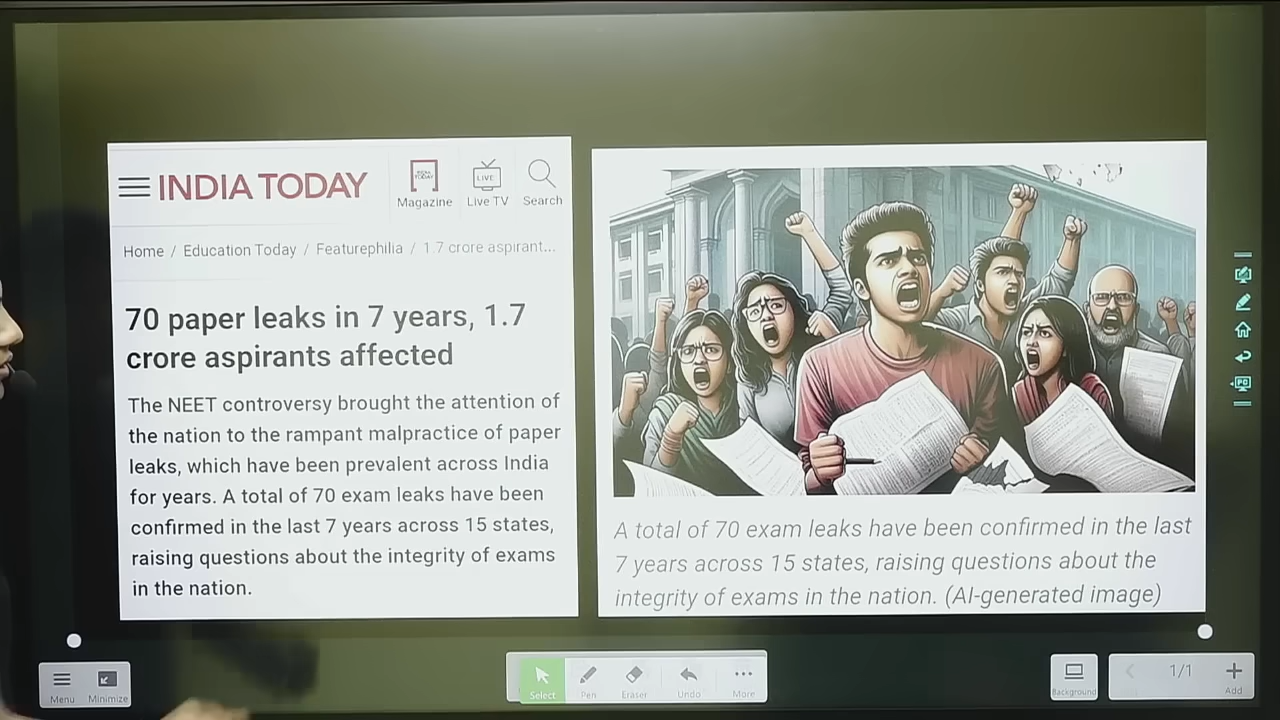 INDIA TODAY
INDIA TODAY
Magazine
LIVE
Live TV
Search
Home / Education Today / Featurephilia / 1.7 crore aspirant...
70 paper leaks in 7 years, 1.7
crore aspirants affected
The NEET controversy brought the attention of
the nation to the rampant malpractice of paper
leaks, which have been prevalent across India
for years. A total of 70 exam leaks have been
confirmed in the last 7 years across 15 states,
raising questions about the integrity of exams
in the nation.
A total of 70 exam leaks have been confirmed in the last
7 years across 15 states, raising questions about the
integrity of exams in the nation. (AI-generated image)
PC
Menu
Minimize
Select
Pen
Eraser
Undo
More
Background
1/1
Add